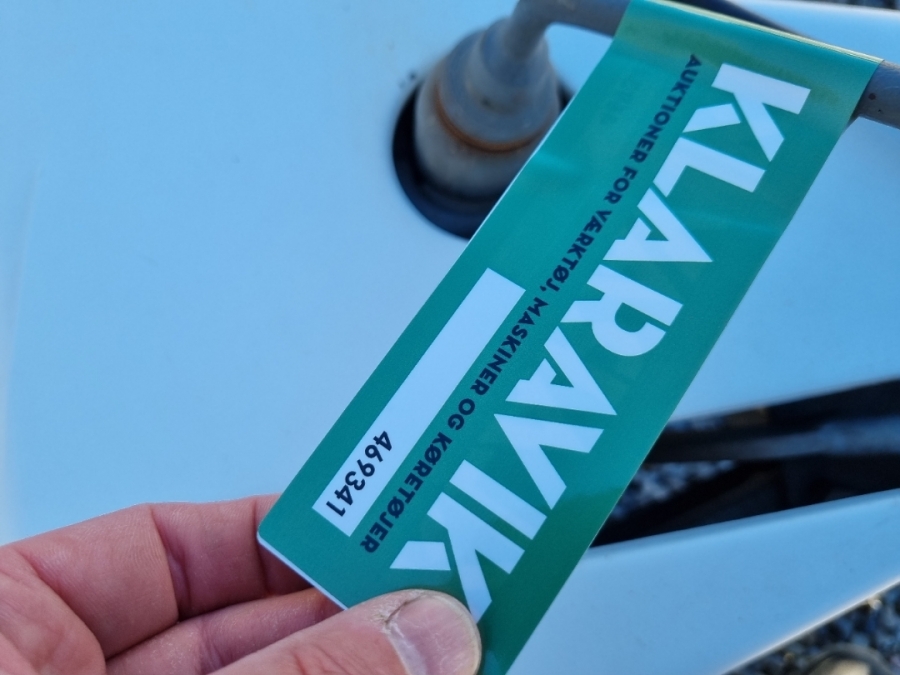 KLARAVIK
AUKTIONER FOR VÆRKTØJ, MASKINER OG KØRETØJER
469341